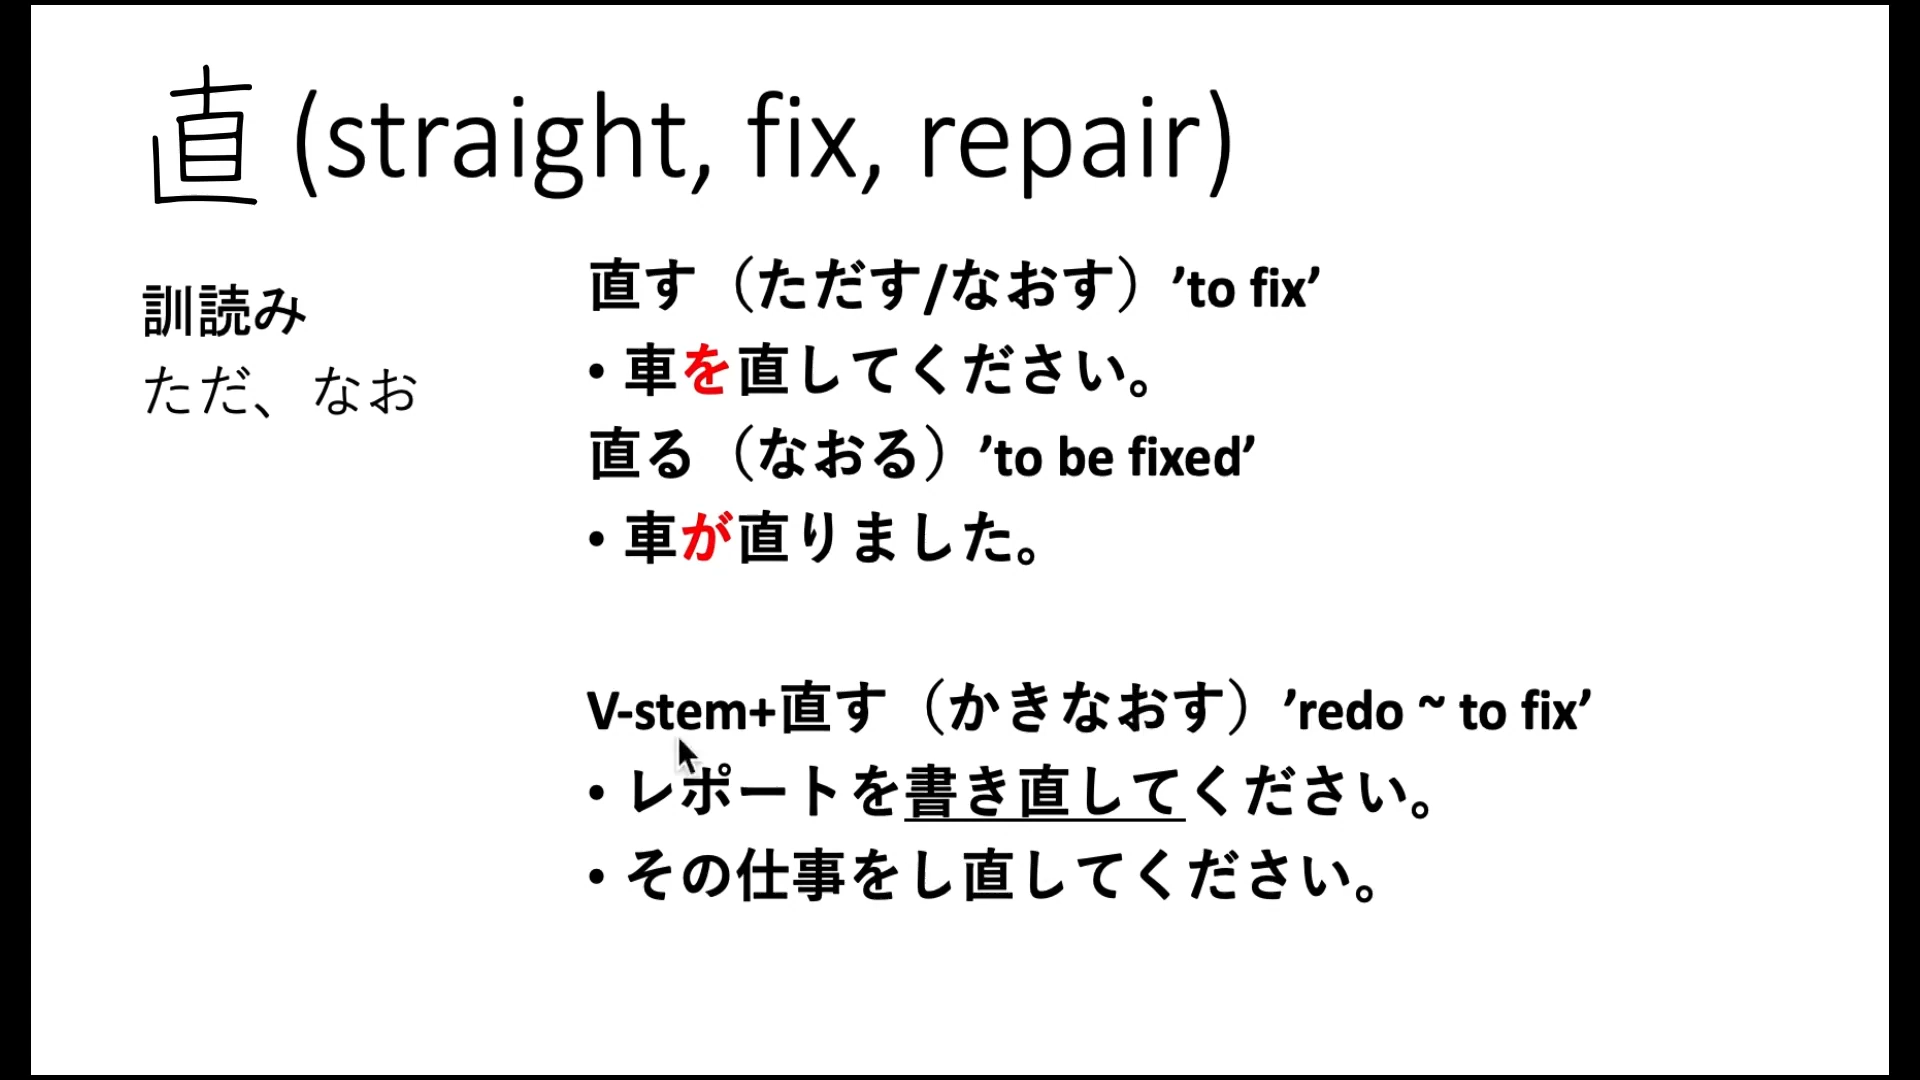 直 (straight, fix, repair)
訓読み
ただ、なお
直す（ただす/なおす）’to fix’
• 車を直してください。
直る（なおる）’to be fixed’
• 車が直りました。
V-stem+直す（かきなおす）’redo ~ to fix’
• レポートを書き直してください。
• その仕事をし直してください。